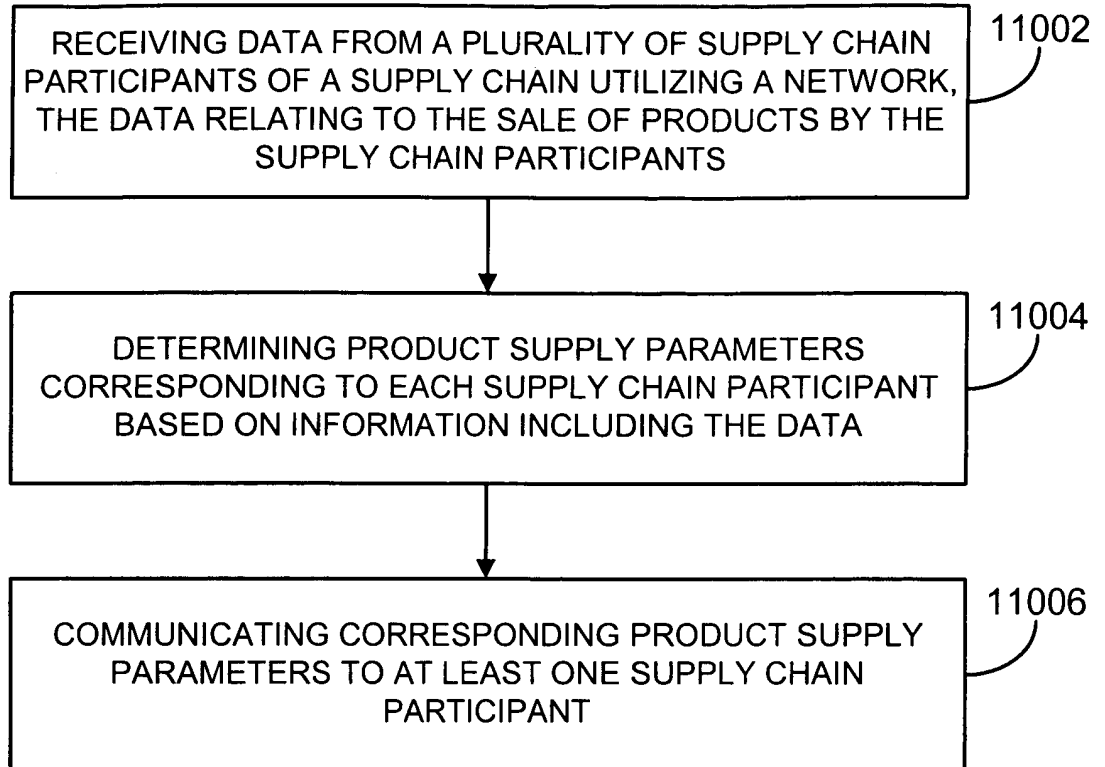 RECEIVING DATA FROM A PLURALITY OF SUPPLY CHAIN
PARTICIPANTS OF A SUPPLY CHAIN UTILIZING A NETWORK,
THE DATA RELATING TO THE SALE OF PRODUCTS BY THE
SUPPLY CHAIN PARTICIPANTS
11002
DETERMINING PRODUCT SUPPLY PARAMETERS
CORRESPONDING TO EACH SUPPLY CHAIN PARTICIPANT
BASED ON INFORMATION INCLUDING THE DATA
11004
COMMUNICATING CORRESPONDING PRODUCT SUPPLY
PARAMETERS TO AT LEAST ONE SUPPLY CHAIN
PARTICIPANT
11006